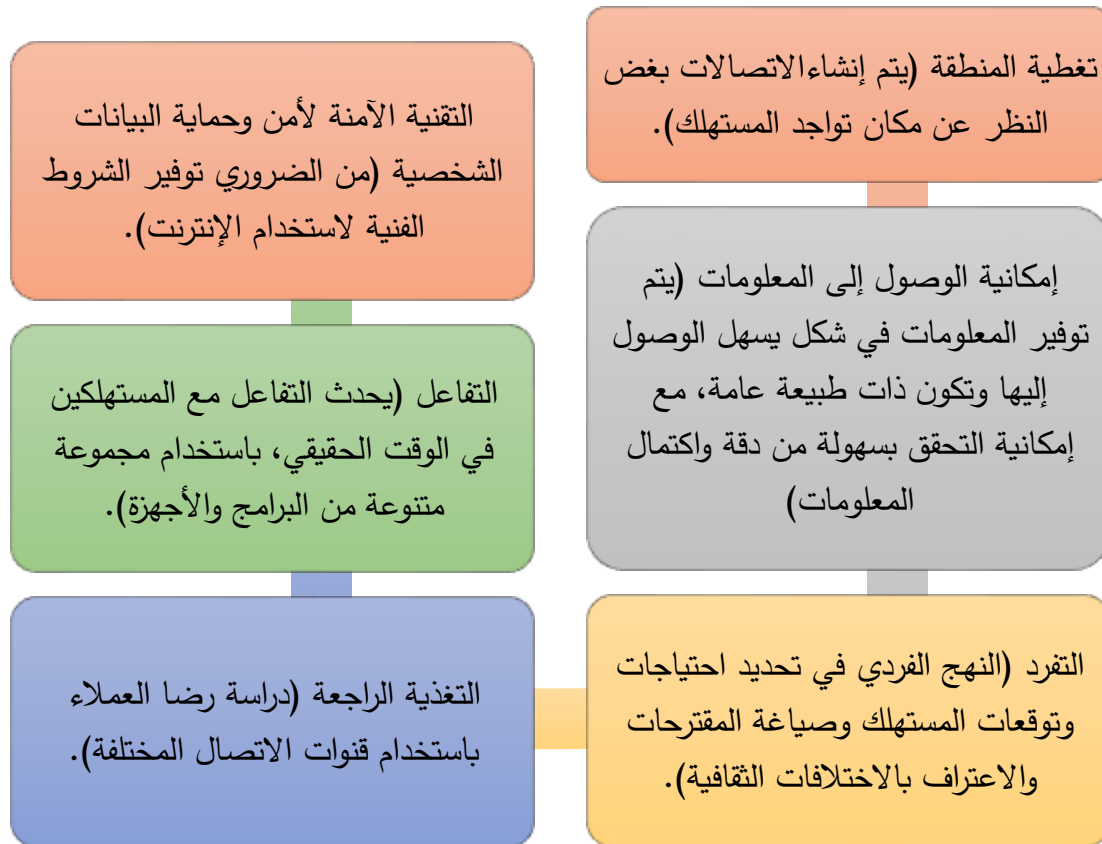 تغطية المنطقة (يتم إنشاءالاتصالات بغض
النظر عن مكان تواجد المستهلك).
إمكانية الوصول إلى المعلومات (يتم
توفير المعلومات في شكل يسهل الوصول
إليها وتكون ذات طبيعة عامة، مع
إمكانية التحقق بسهولة من دقة واكتمال
المعلومات)
التفرد (النهج الفردي في تحديد احتياجات
وتوقعات المستهلك وصياغة المقترحات
والاعتراف بالاختلافات الثقافية).
التغذية الراجعة (دراسة رضا العملاء
باستخدام قنوات الاتصال المختلفة).
التفاعل (يحدث التفاعل مع المستهلكين
في الوقت الحقيقي، باستخدام مجموعة
متنوعة من البرامج والأجهزة).
التقنية الآمنة لأمن وحماية البيانات
الشخصية (من الضروري توفير الشروط
الفنية لاستخدام الإنترنت).